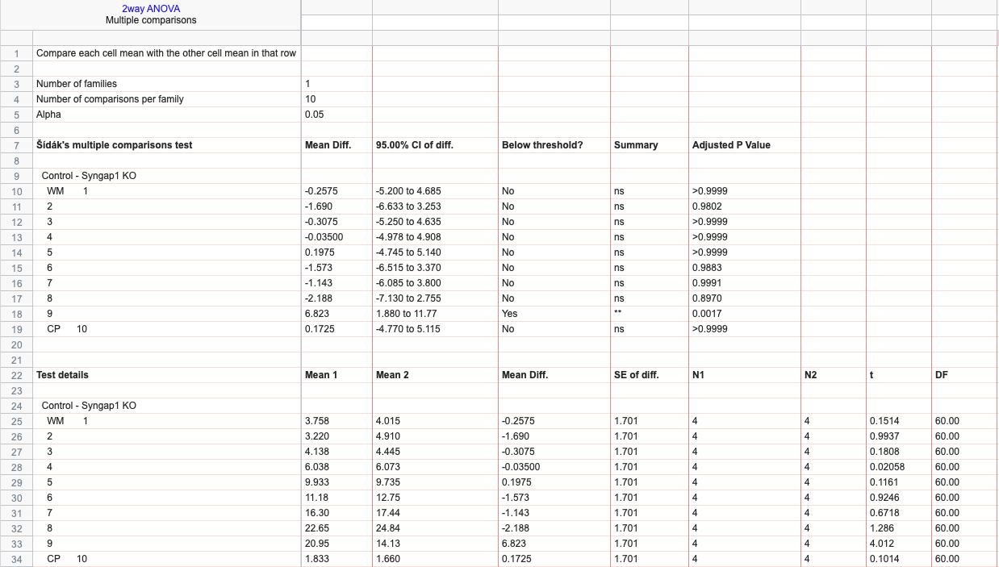 2way ANOVA
Multiple comparisons
1 Compare each cell mean with the other cell mean in that row
2
3 Number of families 1
4 Number of comparisons per family 10
5 Alpha 0.05
6
7 Šídák's multiple comparisons test Mean Diff. 95.00% CI of diff. Below threshold? Summary Adjusted P Value
8
9 Control - Syngap1 KO
10 WM 1 -0.2575 -5.200 to 4.685 No ns >0.9999
11 2 -1.690 -6.633 to 3.253 No ns 0.9802
12 3 -0.3075 -5.250 to 4.635 No ns >0.9999
13 4 -0.03500 -4.978 to 4.908 No ns >0.9999
14 5 0.1975 -4.745 to 5.140 No ns >0.9999
15 6 -1.573 -6.515 to 3.370 No ns 0.9883
16 7 -1.143 -6.085 to 3.800 No ns 0.9991
17 8 -2.188 -7.130 to 2.755 No ns 0.8970
18 9 6.823 1.880 to 11.77 Yes ** 0.0017
19 CP 10 0.1725 -4.770 to 5.115 No ns >0.9999
20
21
22 Test details Mean 1 Mean 2 Mean Diff. SE of diff. N1 N2 t DF
23
24 Control - Syngap1 KO
25 WM 1 3.758 4.015 -0.2575 1.701 4 4 0.1514 60.00
26 2 3.220 4.910 -1.690 1.701 4 4 0.9937 60.00
27 3 4.138 4.445 -0.3075 1.701 4 4 0.1808 60.00
28 4 6.038 6.073 -0.03500 1.701 4 4 0.02058 60.00
29 5 9.933 9.735 0.1975 1.701 4 4 0.1161 60.00
30 6 11.18 12.75 -1.573 1.701 4 4 0.9246 60.00
31 7 16.30 17.44 -1.143 1.701 4 4 0.6718 60.00
32 8 22.65 24.84 -2.188 1.701 4 4 1.286 60.00
33 9 20.95 14.13 6.823 1.701 4 4 4.012 60.00
34 CP 10 1.833 1.660 0.1725 1.701 4 4 0.1014 60.00